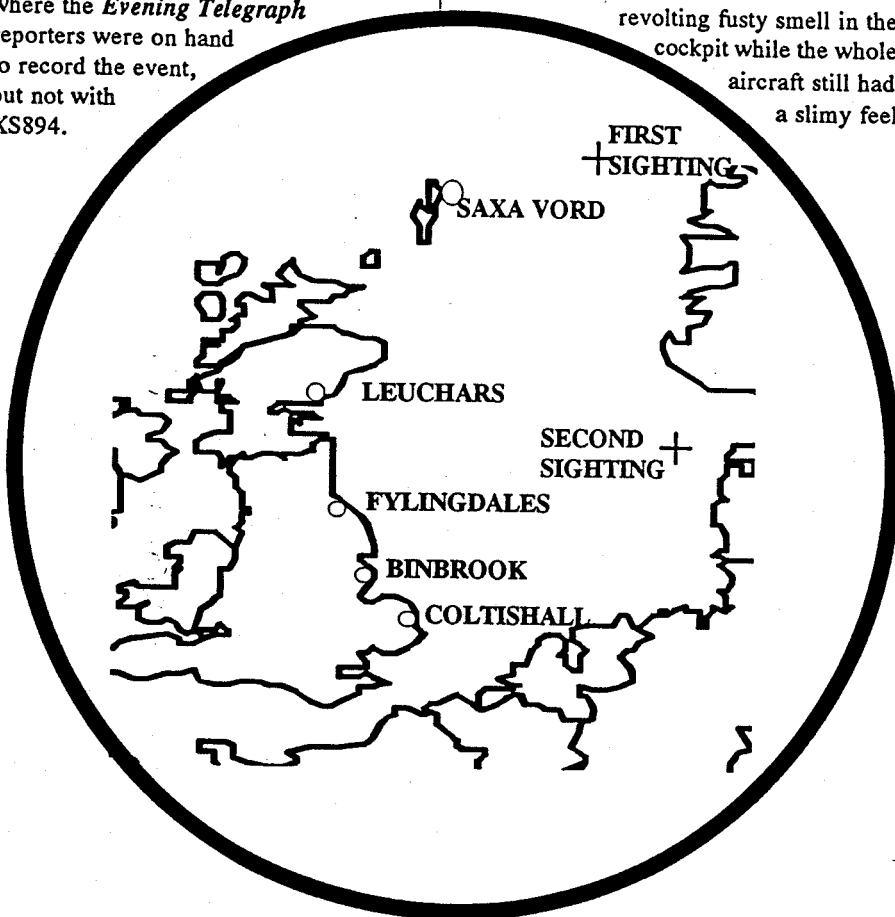 where the Evening Telegraph
reporters were on hand
to record the event,
but not with
XS894.
revolting fusty smell in the
cockpit while the whole
aircraft still had
a slimy feel
FIRST
SIGHTING
SAXA VORD
LEUCHARS
SECOND
SIGHTING
FYLINGDALES
BINBROOK
COLTISHALL